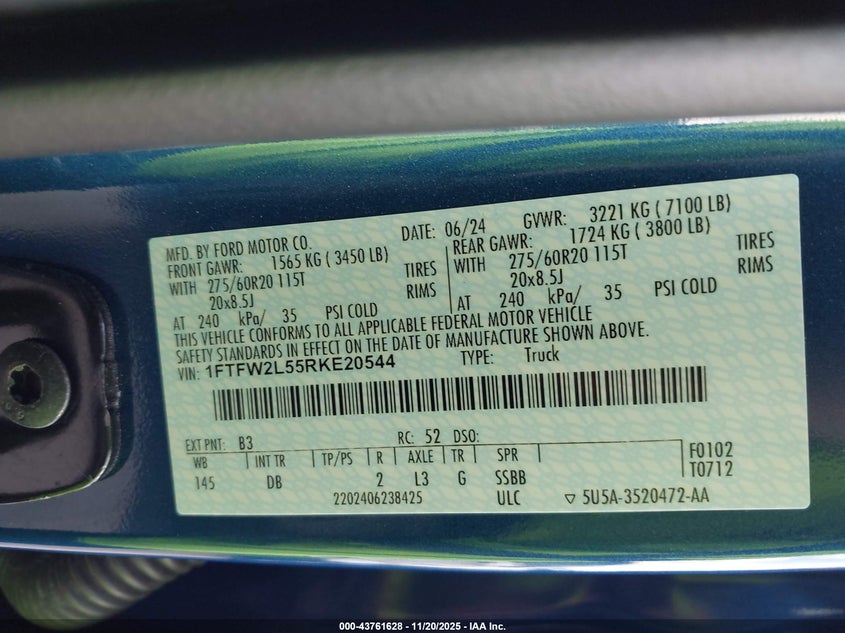 MFD. BY FORD MOTOR CO. DATE: 06/24 GVWR: 3221 KG ( 7100 LB)
FRONT GAWR: 1565 KG ( 3450 LB) REAR GAWR: 1724 KG ( 3800 LB)
WITH 275/60R20 115T TIRES WITH 275/60R20 115T TIRES
20x8.5J RIMS 20x8.5J RIMS
AT 240 kPa/ 35 PSI COLD AT 240 kPa/ 35 PSI COLD
THIS VEHICLE CONFORMS TO ALL APPLICABLE FEDERAL MOTOR VEHICLE
SAFETY STANDARDS IN EFFECT ON THE DATE OF MANUFACTURE SHOWN ABOVE.
VIN: 1FTFW2L55RKE20544 TYPE: Truck
EXT PNT: B3 RC: 52 DSO:
WB INT TR TP/PS R AXLE TR SPR F0102
145 DB 2 L3 G SSBB T0712
2202406238425 ULC ▽ 5U5A-3520472-AA
000-43761628 - 11/20/2025 - IAA Inc.